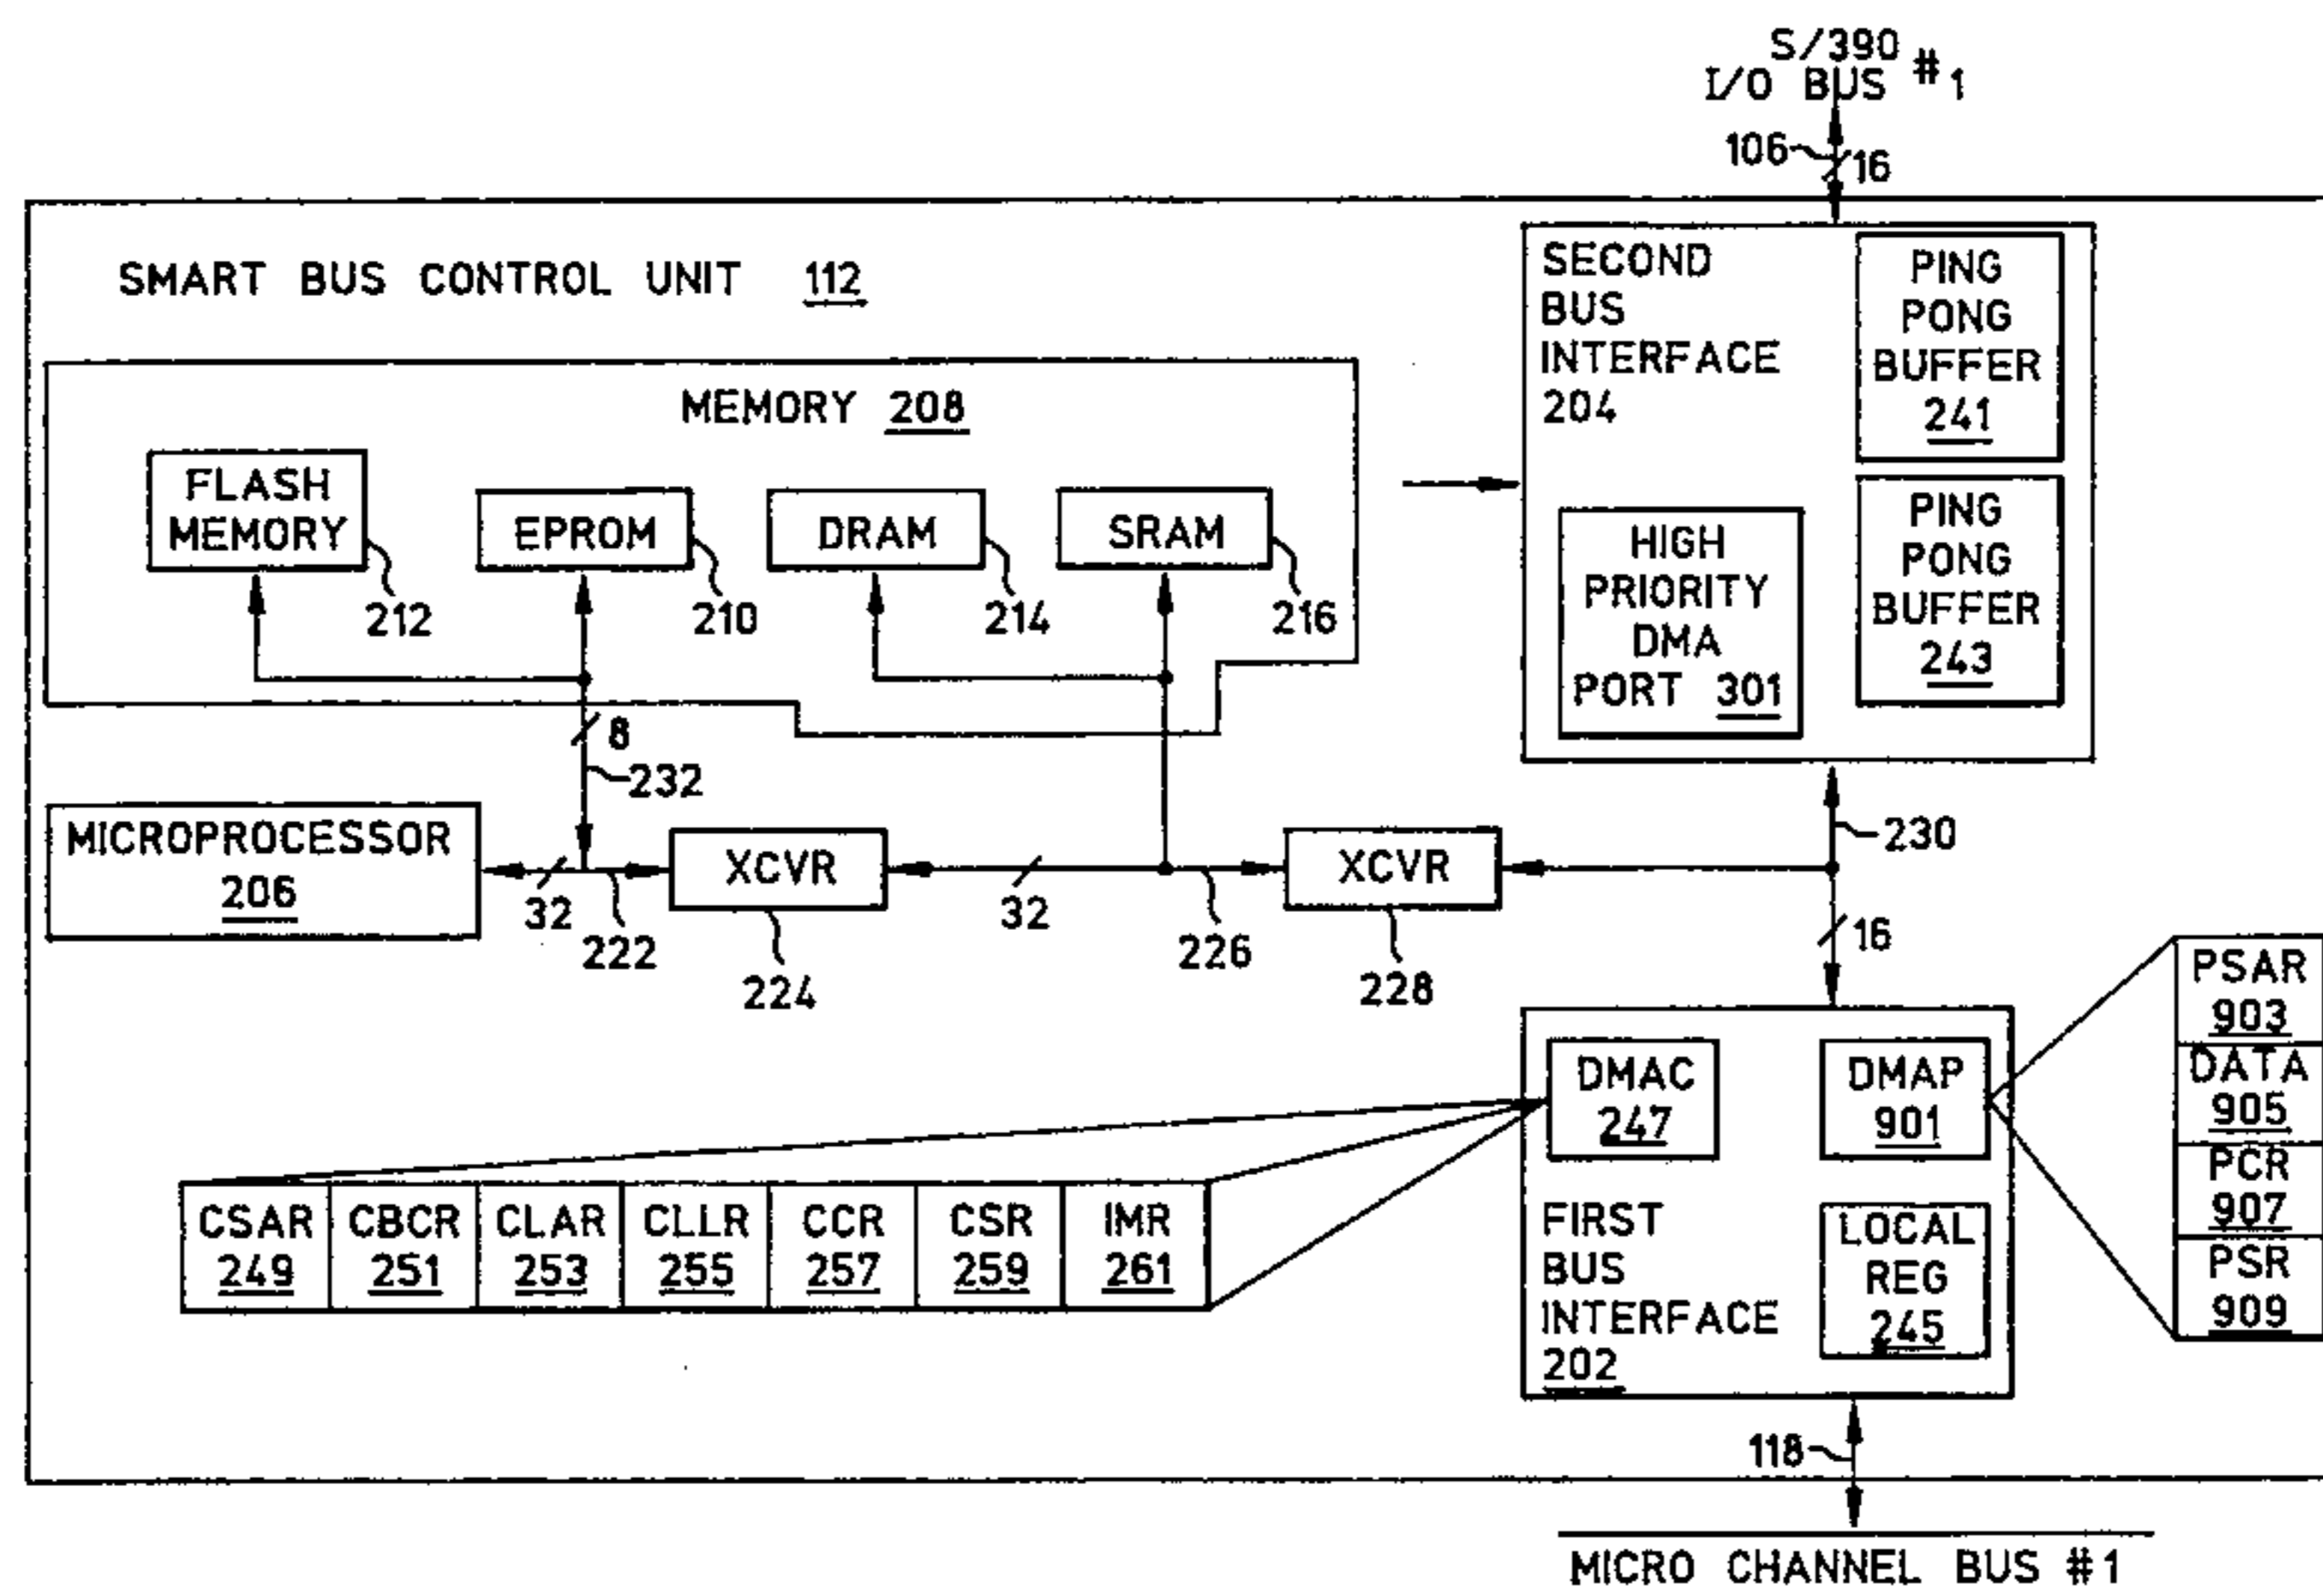 S/390
I/O BUS #1
106
16
SMART BUS CONTROL UNIT 112
MEMORY 208
FLASH
MEMORY
212
EPROM
210
DRAM
214
SRAM
216
SECOND
BUS
INTERFACE
204
PING
PONG
BUFFER
241
HIGH
PRIORITY
DMA
PORT 301
PING
PONG
BUFFER
243
8
232
MICROPROCESSOR
206
32
222
XCVR
224
32
226
XCVR
228
230
16
DMAC
247
DMAP
901
FIRST
BUS
INTERFACE
202
LOCAL
REG
245
PSAR
903
DATA
905
PCR
907
PSR
909
CSAR
249
CBCR
251
CLAR
253
CLLR
255
CCR
257
CSR
259
IMR
261
118
MICRO CHANNEL BUS #1